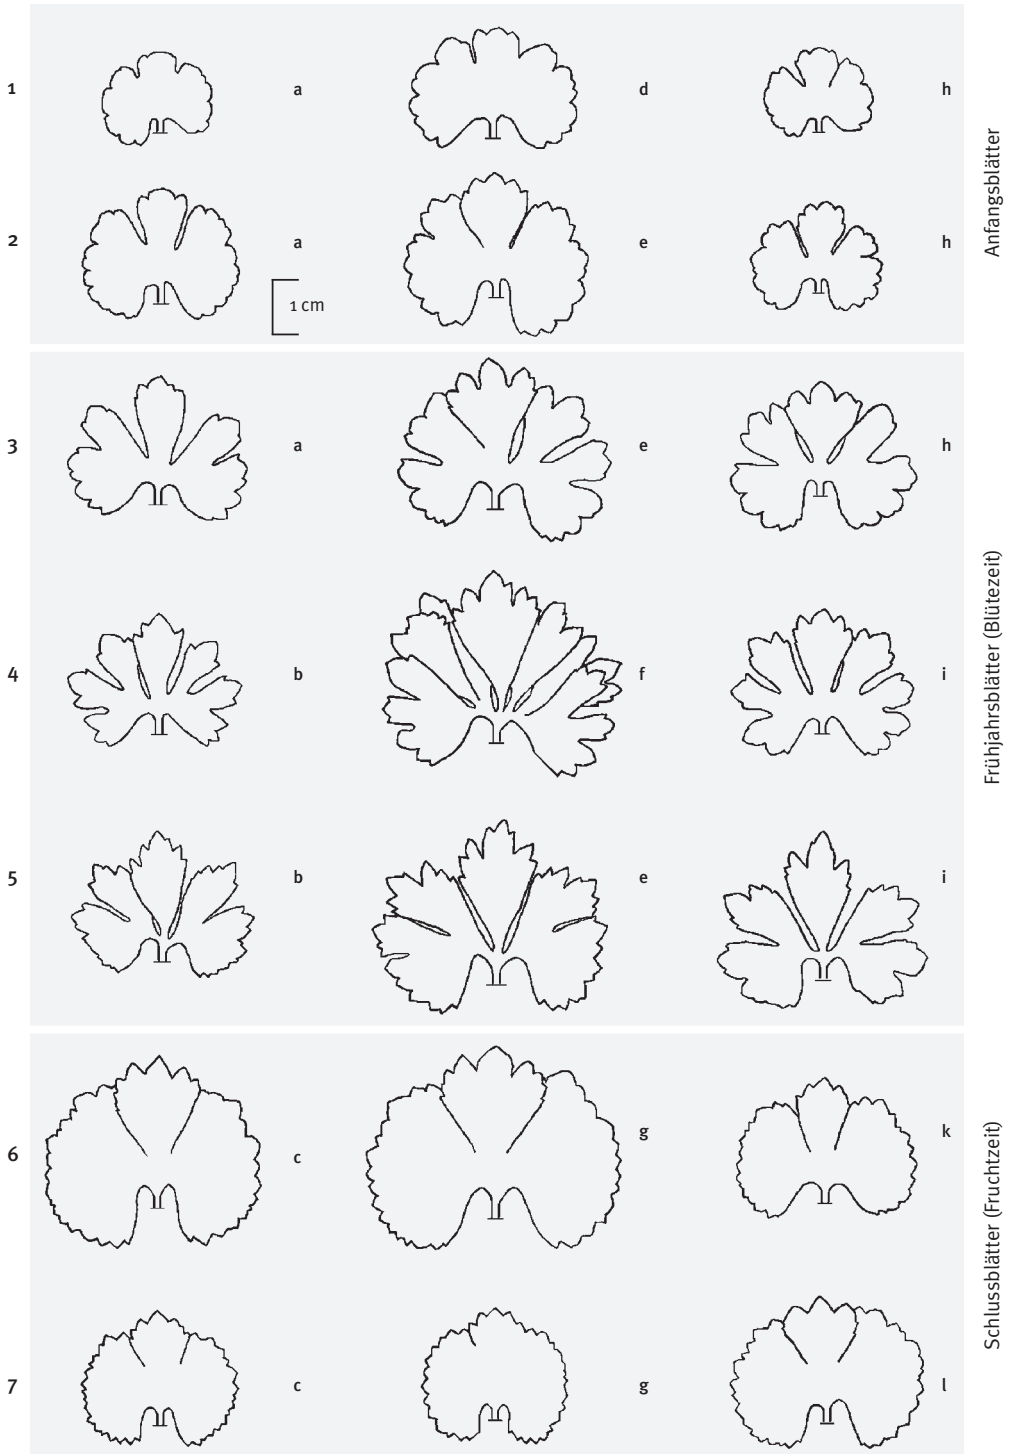 1 a d h
2 a e h
1 cm
Anfangsblätter
3 a e h
4 b f i
5 b e i
Frühjahrsblätter (Blütezeit)
6 c g k
7 c g l
Schlussblätter (Fruchtzeit)